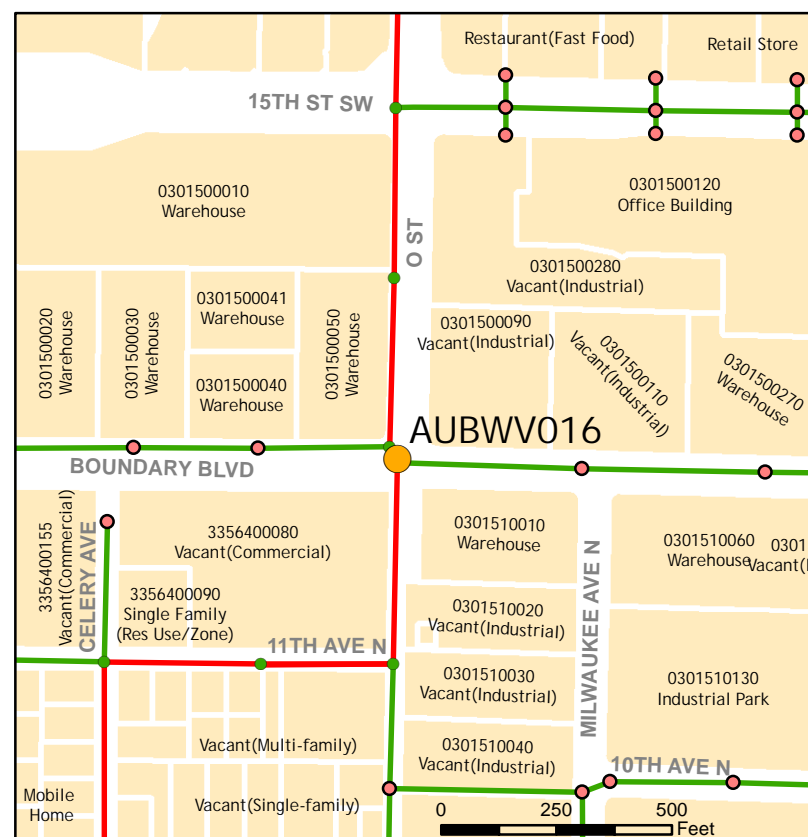 Restaurant(Fast Food)
Retail Store
15TH ST SW
0301500010
Warehouse
0301500120
Office Building
O ST
0301500280
Vacant(Industrial)
0301500020
Warehouse
0301500030
Warehouse
0301500041
Warehouse
0301500040
Warehouse
0301500050
Warehouse
0301500090
Vacant(Industrial)
0301500110
Vacant(Industrial)
0301500270
Warehouse
AUBWV016
BOUNDARY BLVD
3356400155
Vacant(Commercial)
CELERY AVE
3356400080
Vacant(Commercial)
3356400090
Single Family
(Res Use/Zone)
11TH AVE N
0301510010
Warehouse
0301510020
Vacant(Industrial)
0301510030
Vacant(Industrial)
0301510040
Vacant(Industrial)
MILWAUKEE AVE N
0301510060
Warehouse
0301
Vacant(I
0301510130
Industrial Park
10TH AVE N
Vacant(Multi-family)
Vacant(Single-family)
Mobile
Home
0 250 500
Feet